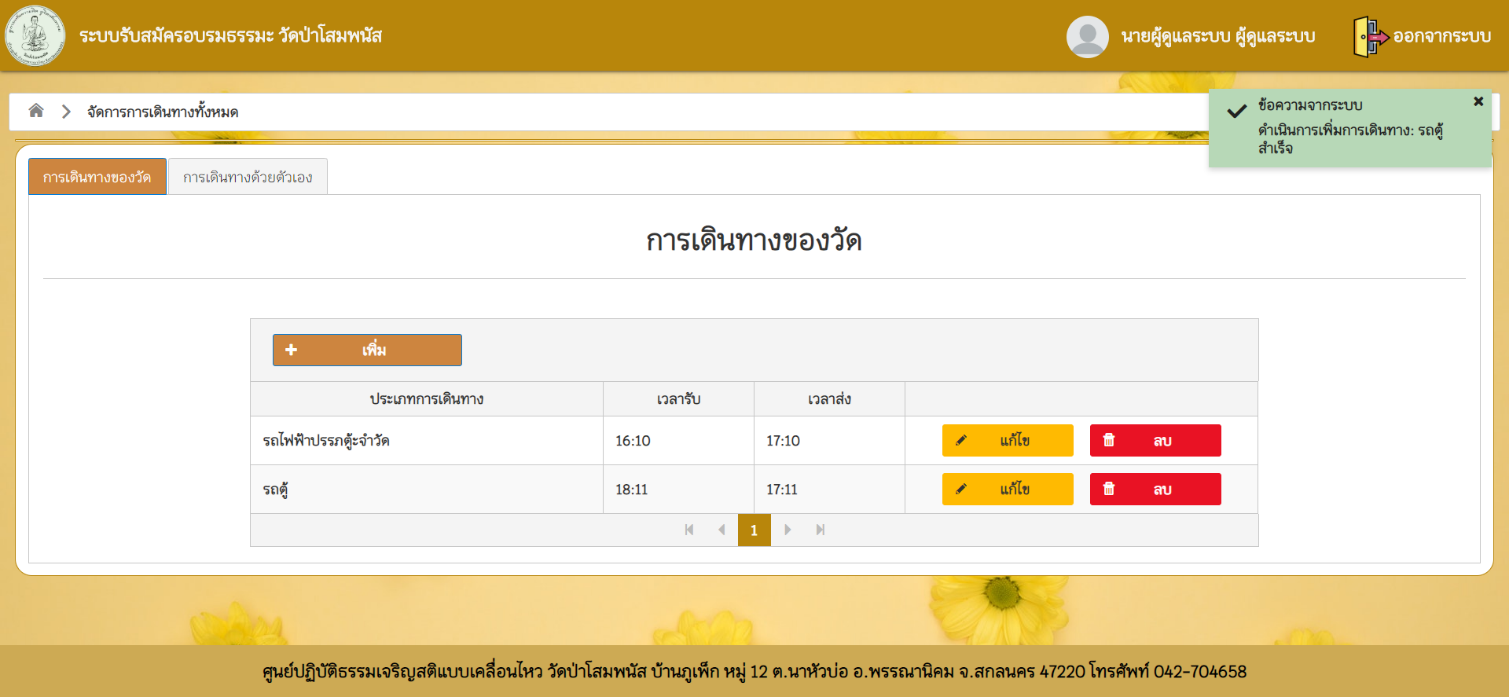 ระบบรับสมัครอบรมธรรมะ วัดป่าโสมพนัส
นายผู้ดูแลระบบ ผู้ดูแลระบบ
ออกจากระบบ
จัดการการเดินทางทั้งหมด
ข้อความจากระบบ
ดำเนินการเพิ่มการเดินทาง: รถตู้
สำเร็จ
การเดินทางของวัด การเดินทางด้วยตัวเอง
การเดินทางของวัด
เพิ่ม
ประเภทการเดินทาง เวลารับ เวลาส่ง
รถไฟฟ้าปรรภตู้ะจำวัด 16:10 17:10 แก้ไข ลบ
รถตู้ 18:11 17:11 แก้ไข ลบ
1
ศูนย์ปฏิบัติธรรมเจริญสติแบบเคลื่อนไหว วัดป่าโสมพนัส บ้านภูเพ็ก หมู่ 12 ต.นาหัวบ่อ อ.พรรณานิคม จ.สกลนคร 47220 โทรศัพท์ 042-704658